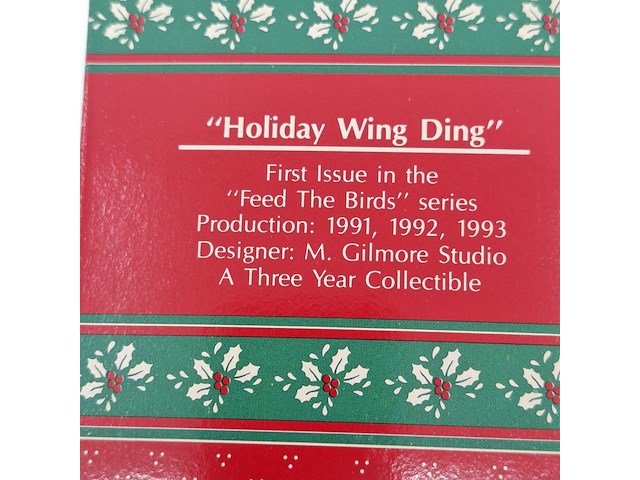 "Holiday Wing Ding"
First Issue in the
"Feed The Birds" series
Production: 1991, 1992, 1993
Designer: M. Gilmore Studio
A Three Year Collectible